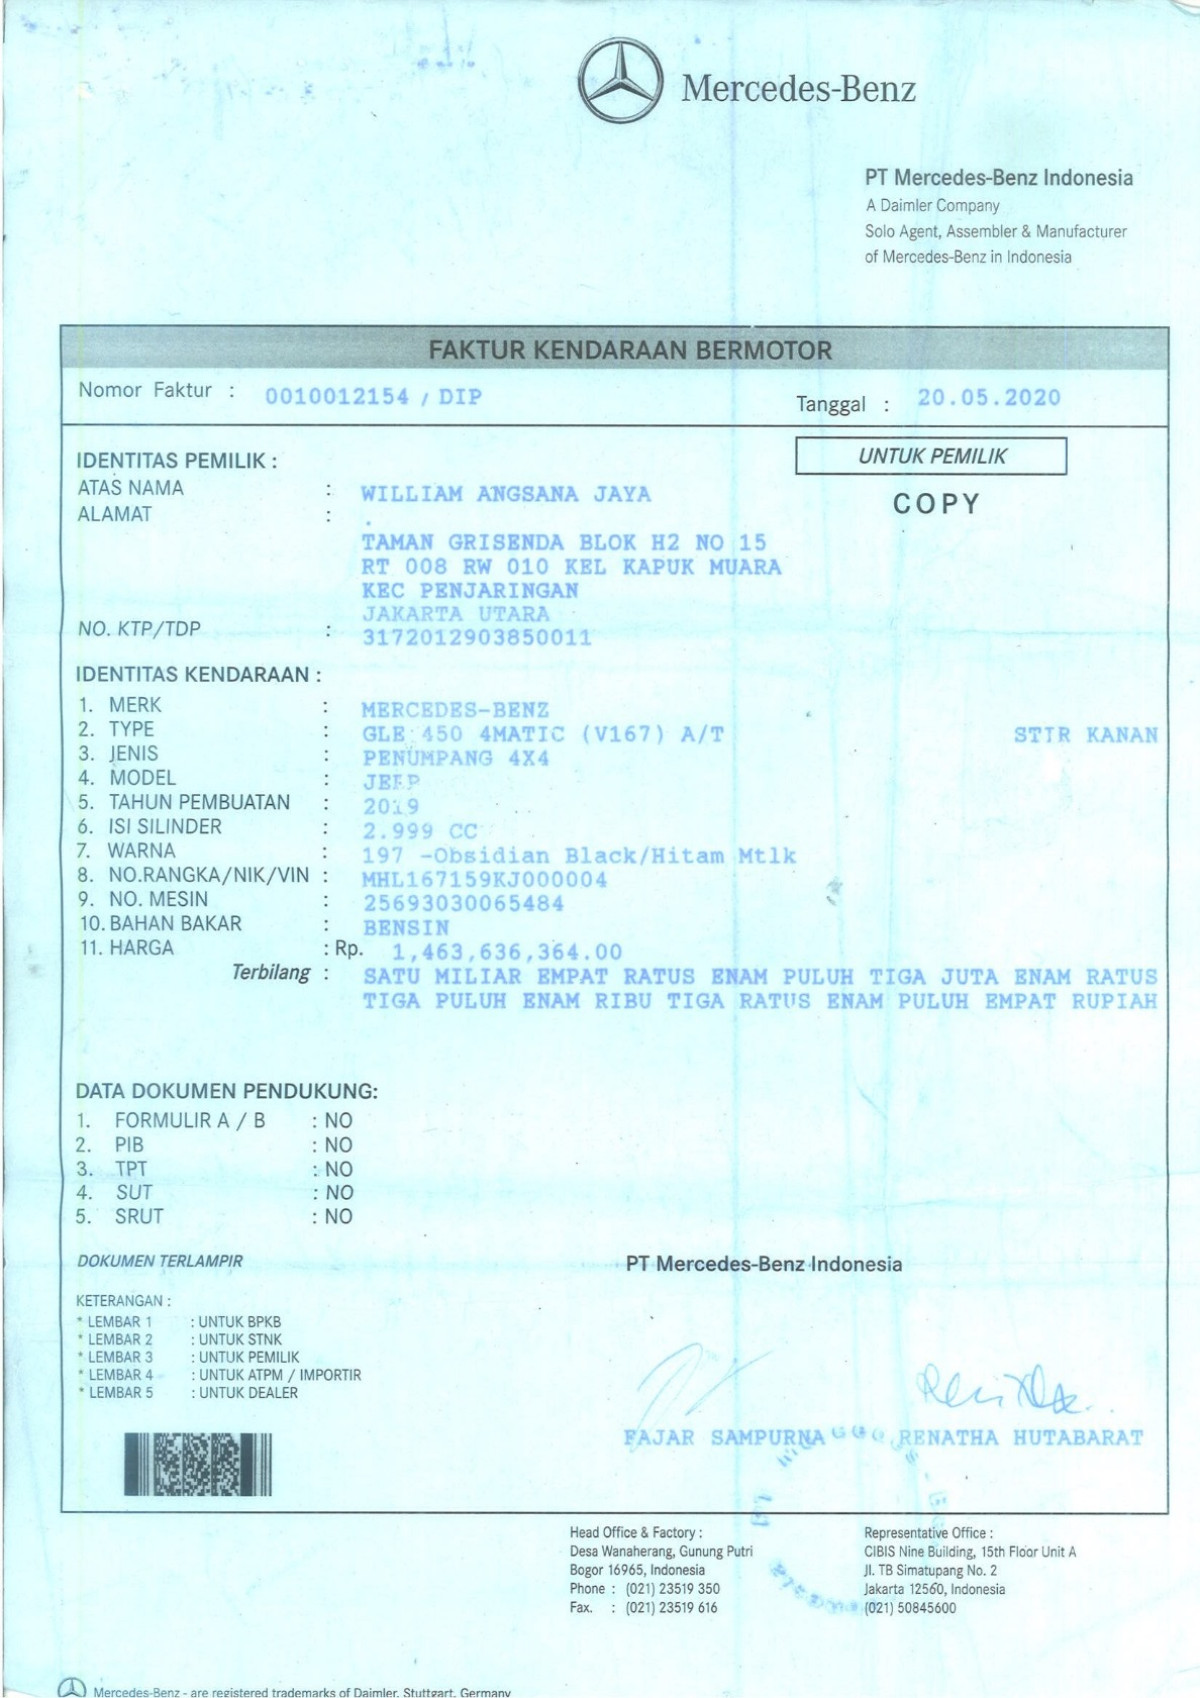 Mercedes-Benz
PT Mercedes-Benz Indonesia
A Daimler Company
Solo Agent, Assembler & Manufacturer
of Mercedes-Benz in Indonesia
FAKTUR KENDARAAN BERMOTOR
Nomor Faktur : 0010012154 / DIP
Tanggal : 20.05.2020
UNTUK PEMILIK
COPY
IDENTITAS PEMILIK :
ATAS NAMA : WILLIAM ANGSANA JAYA
ALAMAT : .
TAMAN GRISENDA BLOK H2 NO 15
RT 008 RW 010 KEL KAPUK MUARA
KEC PENJARINGAN
JAKARTA UTARA
NO. KTP/TDP : 3172012903850011
IDENTITAS KENDARAAN :
1. MERK : MERCEDES-BENZ
2. TYPE : GLE 450 4MATIC (V167) A/T STIR KANAN
3. JENIS : PENUMPANG 4X4
4. MODEL : JEEP
5. TAHUN PEMBUATAN : 2019
6. ISI SILINDER : 2.999 CC
7. WARNA : 197 -Obsidian Black/Hitam Mtlk
8. NO.RANGKA/NIK/VIN : MHL167159KJ000004
9. NO. MESIN : 25693030065484
10. BAHAN BAKAR : BENSIN
11. HARGA : Rp. 1,463,636,364.00
Terbilang : SATU MILIAR EMPAT RATUS ENAM PULUH TIGA JUTA ENAM RATUS
TIGA PULUH ENAM RIBU TIGA RATUS ENAM PULUH EMPAT RUPIAH
DATA DOKUMEN PENDUKUNG:
1. FORMULIR A / B : NO
2. PIB : NO
3. TPT : NO
4. SUT : NO
5. SRUT : NO
DOKUMEN TERLAMPIR
PT Mercedes-Benz Indonesia
KETERANGAN :
* LEMBAR 1 : UNTUK BPKB
* LEMBAR 2 : UNTUK STNK
* LEMBAR 3 : UNTUK PEMILIK
* LEMBAR 4 : UNTUK ATPM / IMPORTIR
* LEMBAR 5 : UNTUK DEALER
FAJAR SAMPURNA RENATHA HUTABARAT
Head Office & Factory :
Desa Wanaherang, Gunung Putri
Bogor 16965, Indonesia
Phone : (021) 23519 350
Fax. : (021) 23519 616
Representative Office :
CIBIS Nine Building, 15th Floor Unit A
Jl. TB Simatupang No. 2
Jakarta 12560, Indonesia
(021) 50845600
Mercedes-Benz - are registered trademarks of Daimler, Stuttgart, Germany